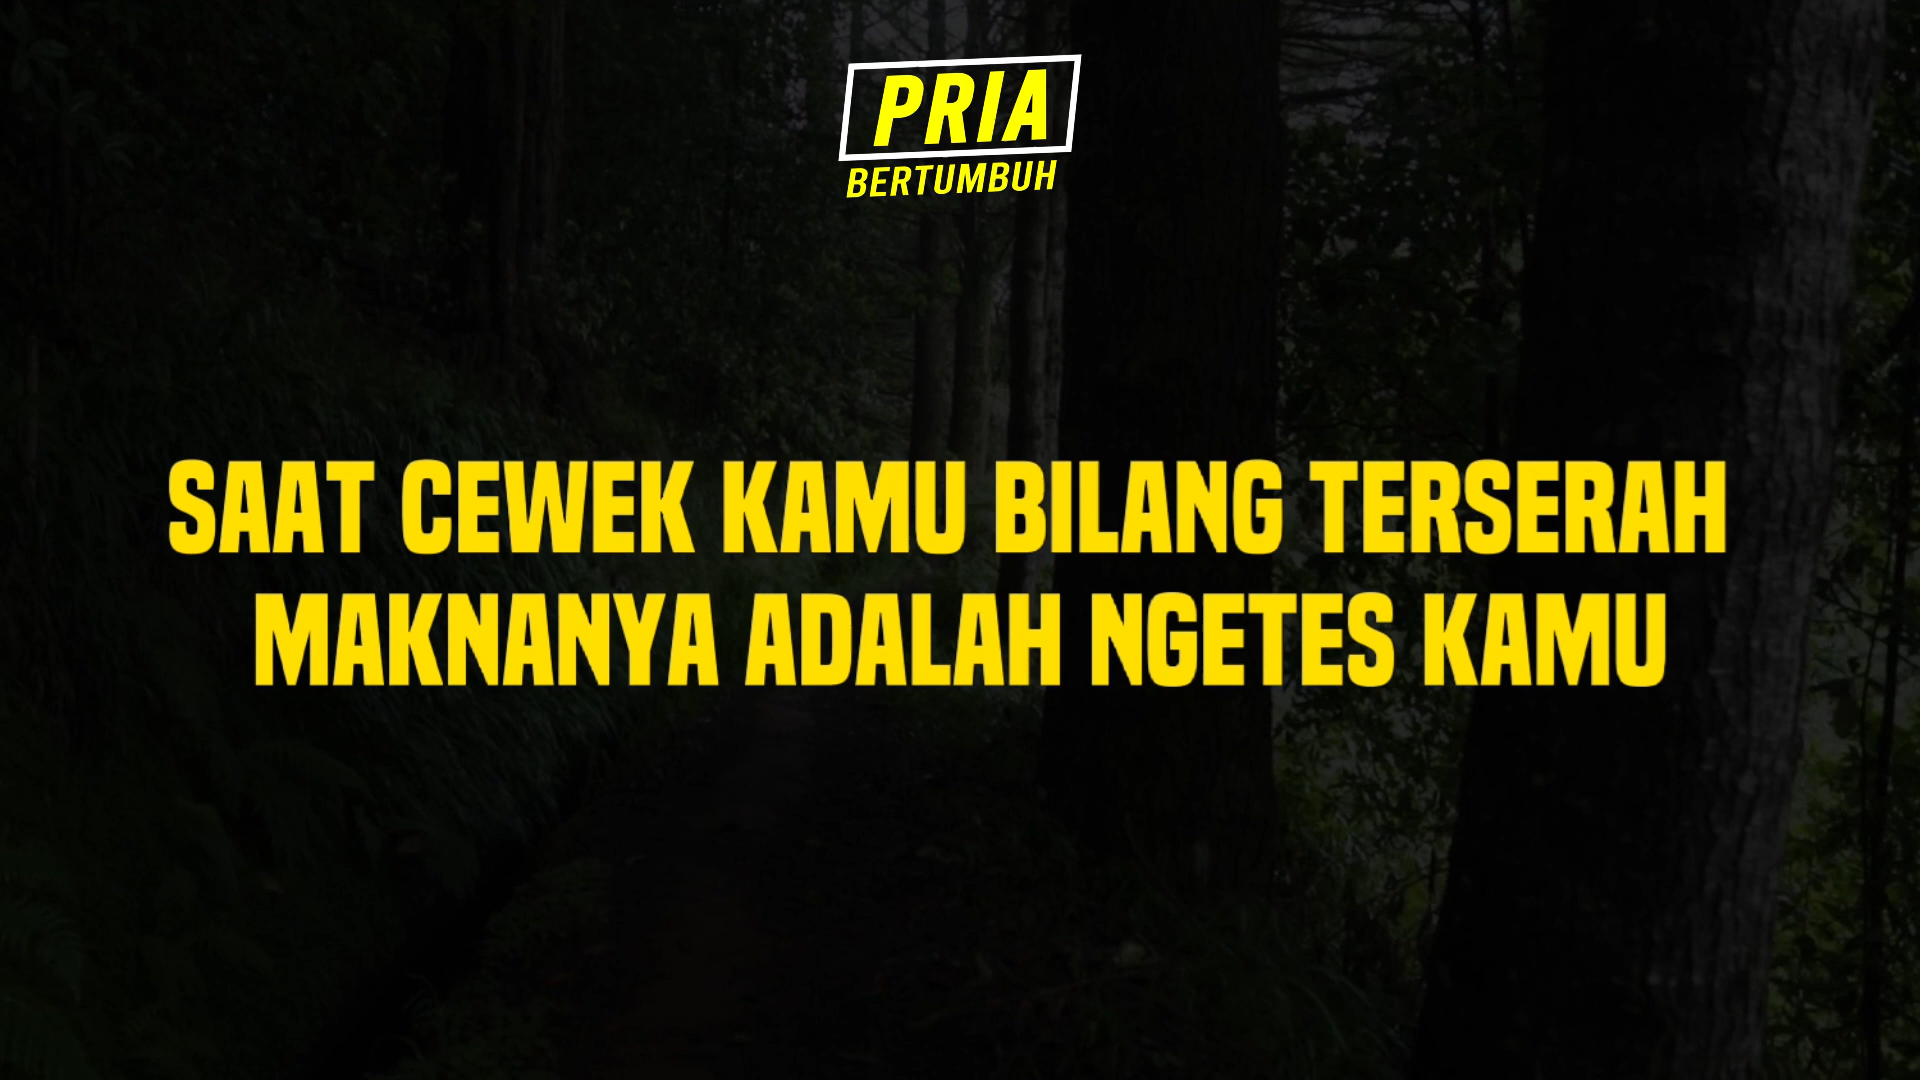 PRIA
BERTUMBUH
SAAT CEWEK KAMU BILANG TERSERAH
MAKNANYA ADALAH NGETES KAMU